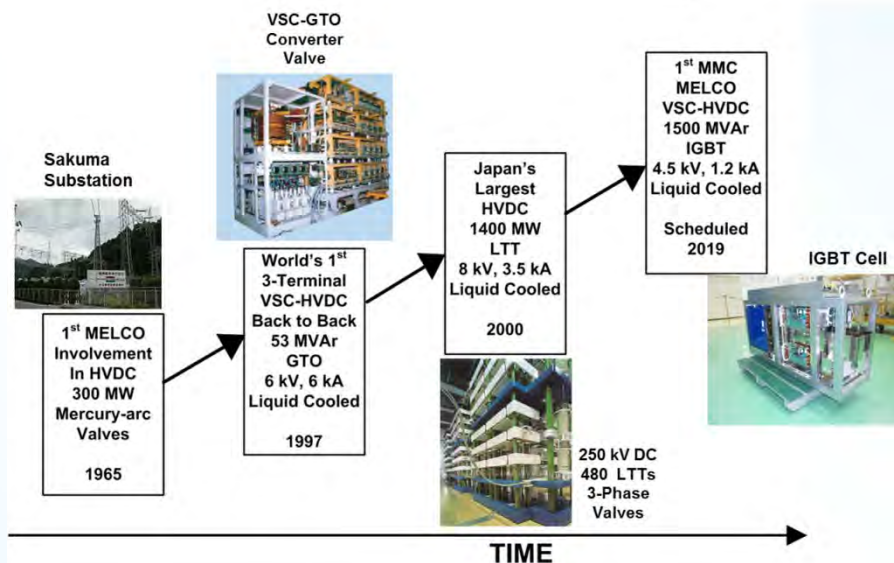 VSC-GTO
Converter
Valve
Sakuma
Substation
1st MELCO
Involvement
In HVDC
300 MW
Mercury-arc
Valves
1965
World's 1st
3-Terminal
VSC-HVDC
Back to Back
53 MVAr
GTO
6 kV, 6 kA
Liquid Cooled
1997
Japan's
Largest
HVDC
1400 MW
LTT
8 kV, 3.5 kA
Liquid Cooled
2000
250 kV DC
480 LTTs
3-Phase
Valves
1st MMC
MELCO
VSC-HVDC
1500 MVAr
IGBT
4.5 kV, 1.2 kA
Liquid Cooled
Scheduled
2019
IGBT Cell
TIME